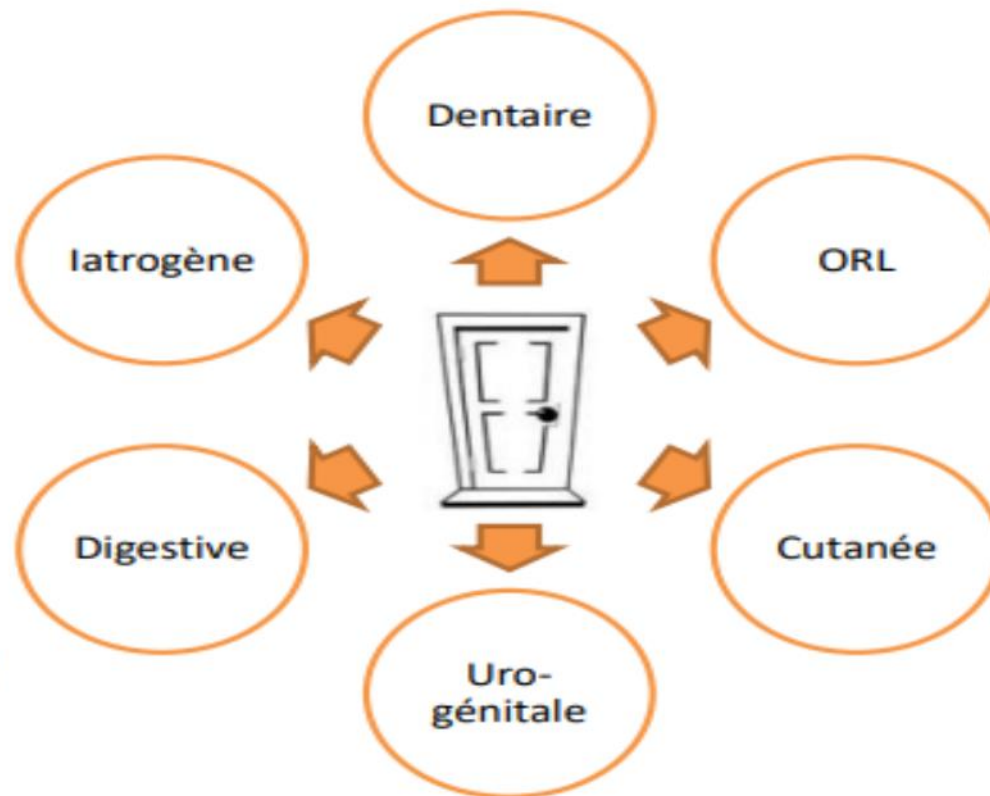 Dentaire
Iatrogène
ORL
Digestive
Cutanée
Uro-
génitale